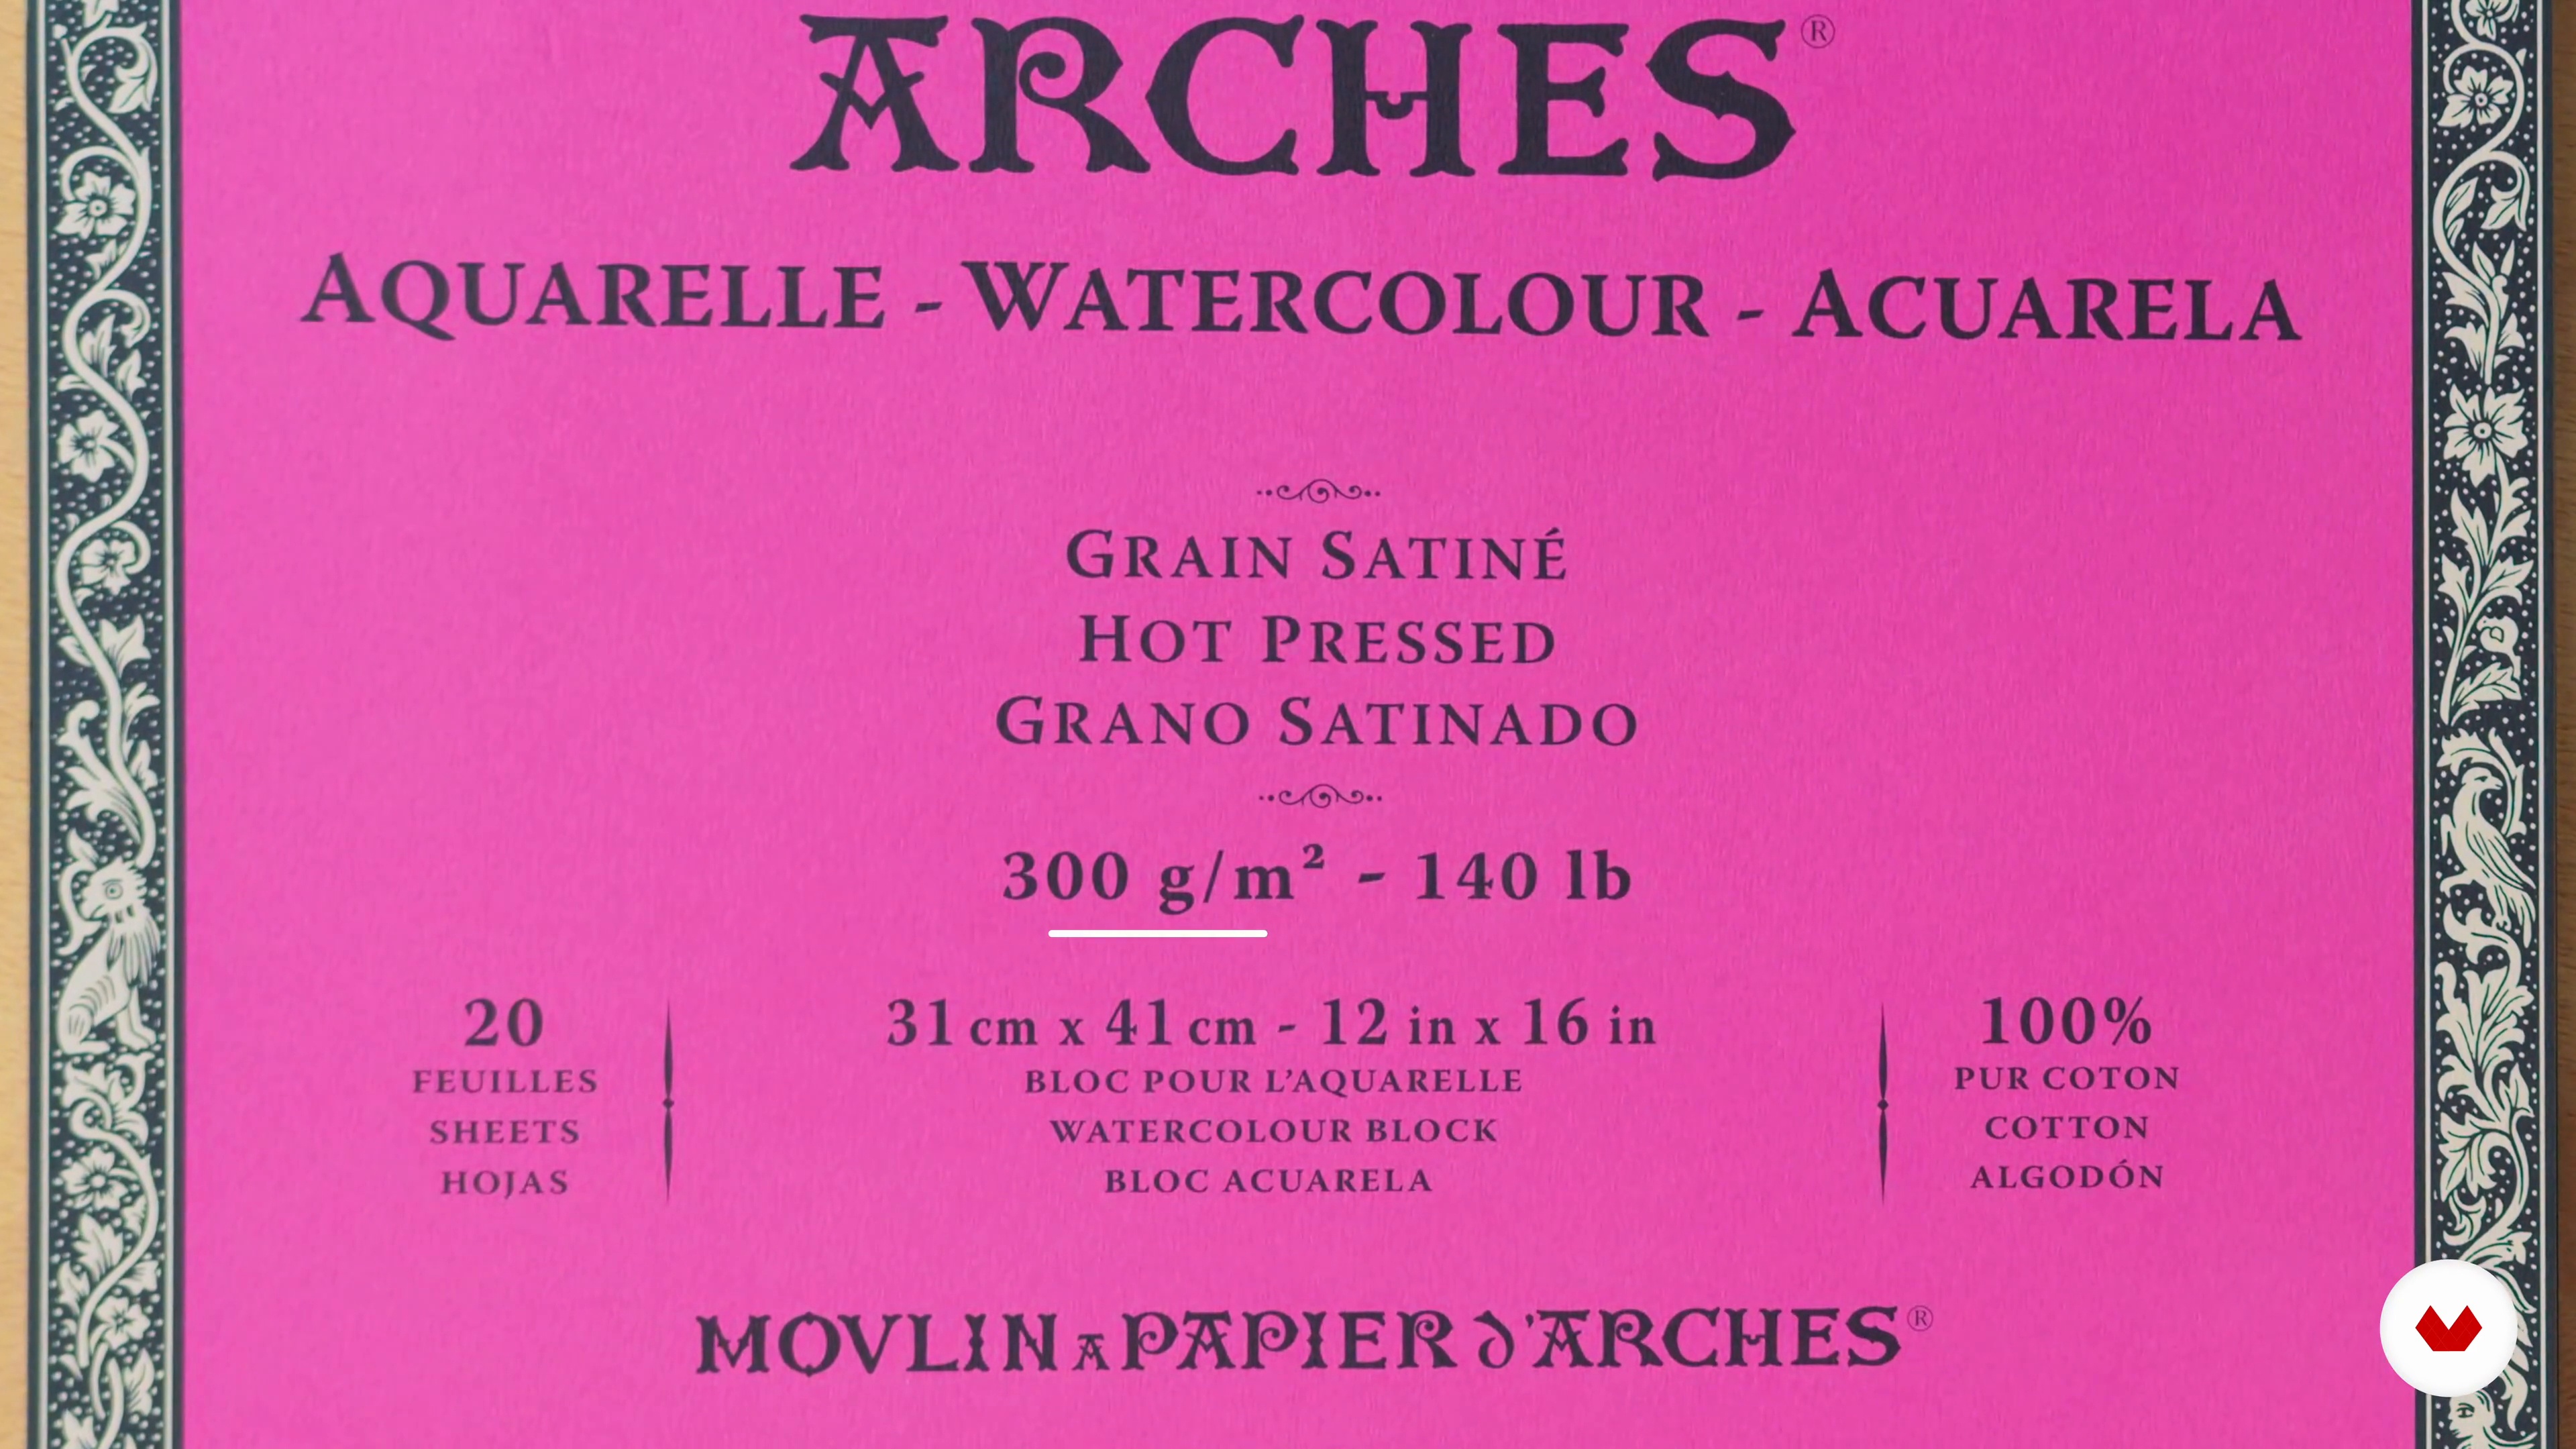 ARCHES®
AQUARELLE - WATERCOLOUR - ACUARELA
GRAIN SATINÉ
HOT PRESSED
GRANO SATINADO
300 g/m² - 140 lb
20
FEUILLES
SHEETS
HOJAS
31 cm x 41 cm - 12 in x 16 in
BLOC POUR L'AQUARELLE
WATERCOLOUR BLOCK
BLOC ACUARELA
100%
PUR COTON
COTTON
ALGODÓN
MOVLIN A PAPIER d'ARCHES®